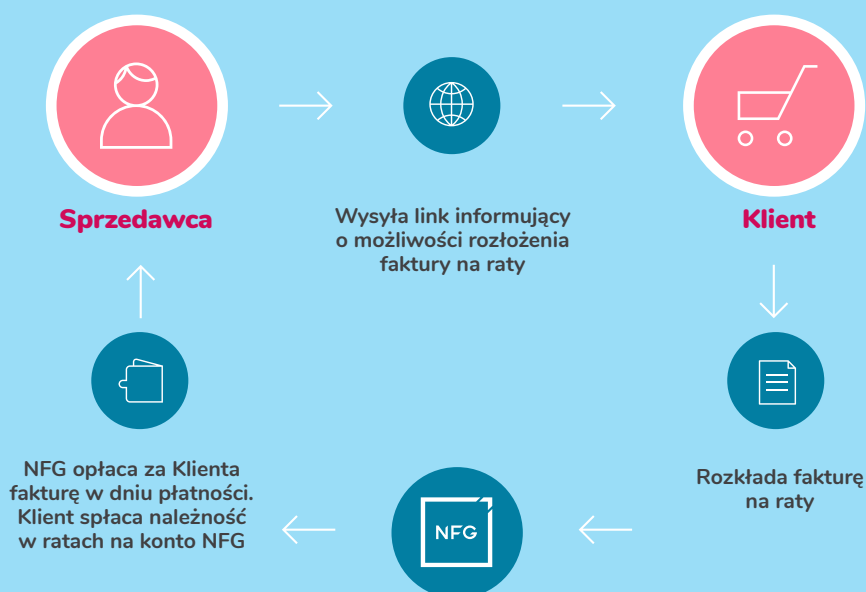 Sprzedawca
Wysyła link informujący
o możliwości rozłożenia
faktury na raty
Klient
Rozkłada fakturę
na raty
NFG
NFG opłaca za Klienta
fakturę w dniu płatności.
Klient spłaca należność
w ratach na konto NFG